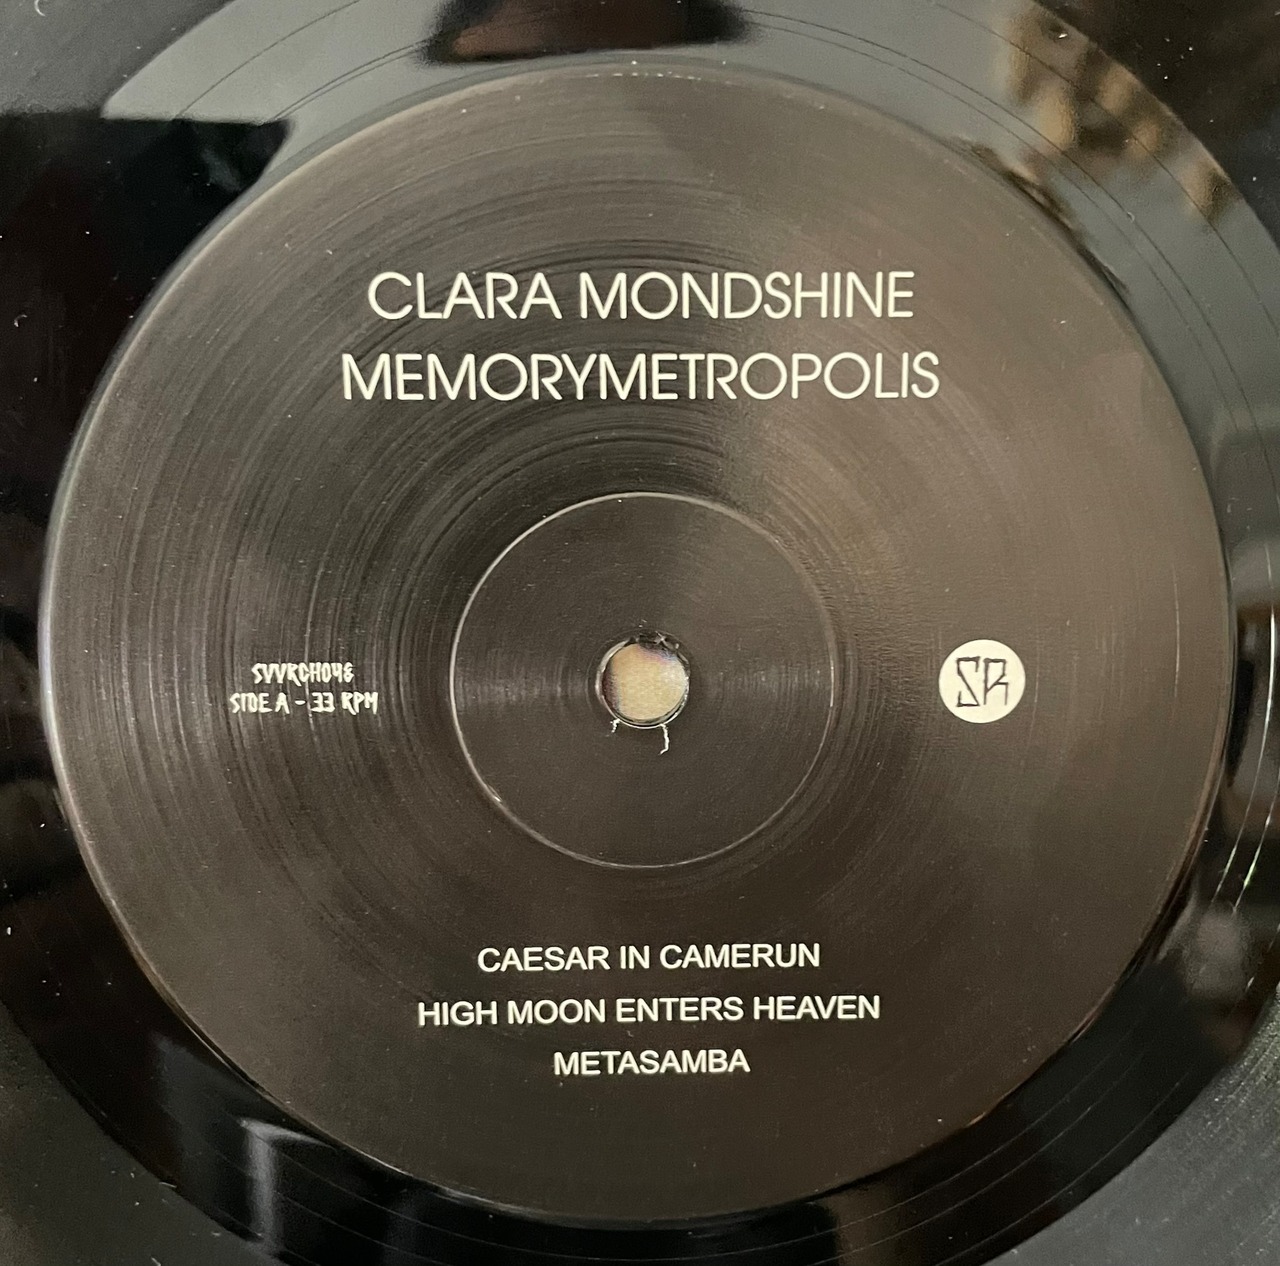 CLARA MONDSHINE
MEMORYMETROPOLIS
SVVRCH048
SIDE A - 33 RPM
SR
CAESAR IN CAMERUN
HIGH MOON ENTERS HEAVEN
METASAMBA